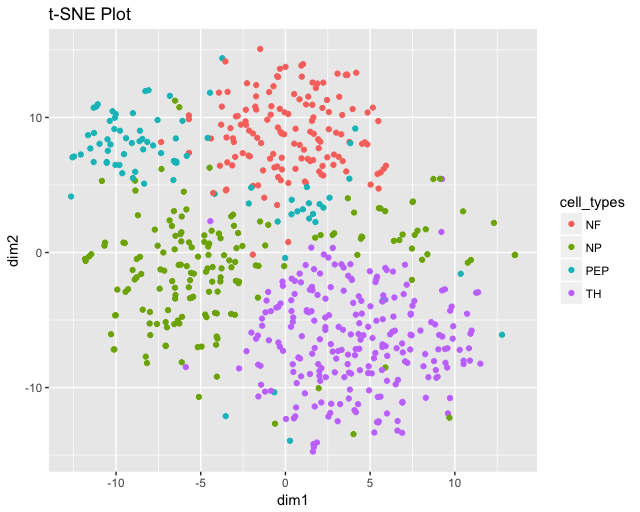 t-SNE Plot
10
0
-10
dim2
-10
-5
0
5
10
dim1
cell_types
NF
NP
PEP
TH